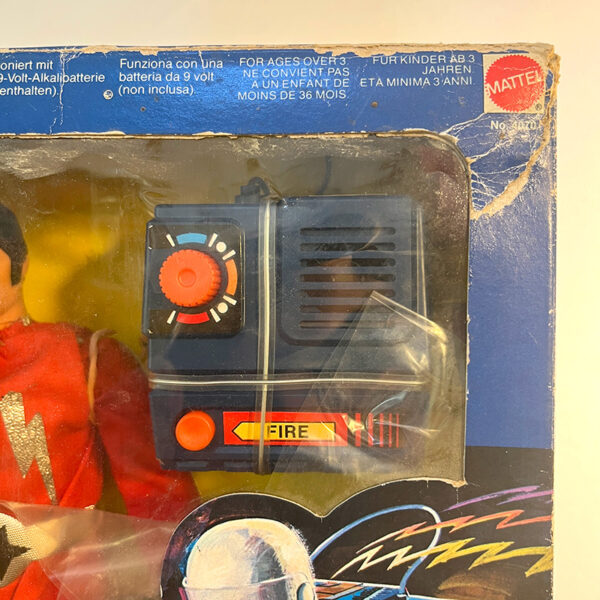 oniert mit
9-Volt-Alkalibatterie
enthalten).
Funziona con una
batteria da 9 volt
(non inclusa)
FOR AGES OVER 3
NE CONVIENT PAS
A UN ENFANT DE
MOINS DE 36 MOIS.
FÜR KINDER AB 3
JAHREN.
ETA MINIMA 3 ANNI.
MATTEL
®
No.
FIRE